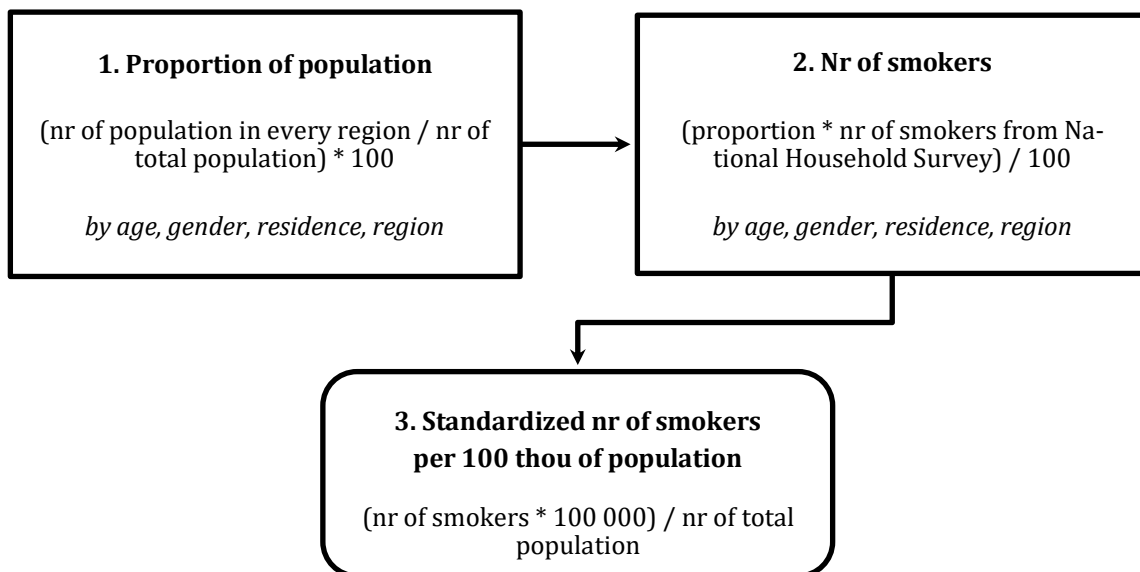 1. Proportion of population
(nr of population in every region / nr of
total population) * 100
by age, gender, residence, region
2. Nr of smokers
(proportion * nr of smokers from Na-
tional Household Survey) / 100
by age, gender, residence, region
3. Standardized nr of smokers
per 100 thou of population
(nr of smokers * 100 000) / nr of total
population